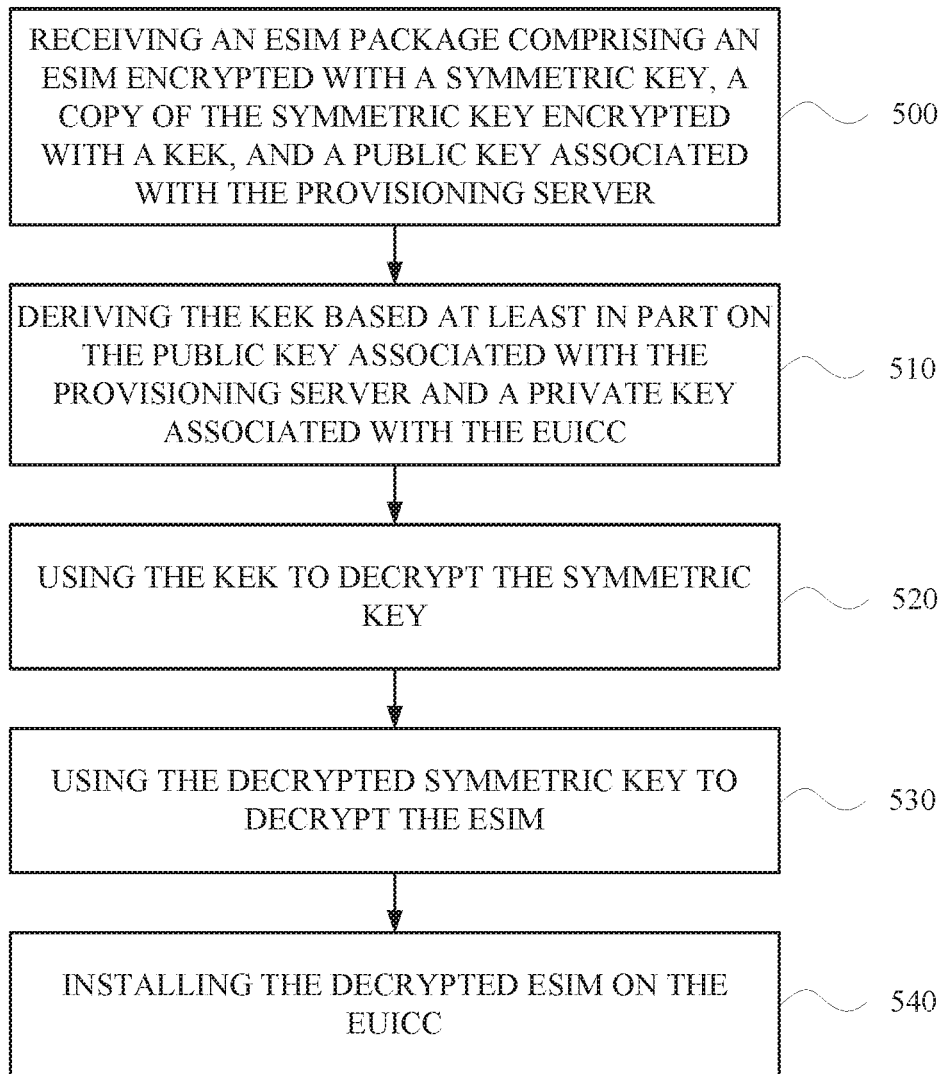 RECEIVING AN ESIM PACKAGE COMPRISING AN
ESIM ENCRYPTED WITH A SYMMETRIC KEY, A
COPY OF THE SYMMETRIC KEY ENCRYPTED
WITH A KEK, AND A PUBLIC KEY ASSOCIATED
WITH THE PROVISIONING SERVER
500
DERIVING THE KEK BASED AT LEAST IN PART ON
THE PUBLIC KEY ASSOCIATED WITH THE
PROVISIONING SERVER AND A PRIVATE KEY
ASSOCIATED WITH THE EUICC
510
USING THE KEK TO DECRYPT THE SYMMETRIC
KEY
520
USING THE DECRYPTED SYMMETRIC KEY TO
DECRYPT THE ESIM
530
INSTALLING THE DECRYPTED ESIM ON THE
EUICC
540